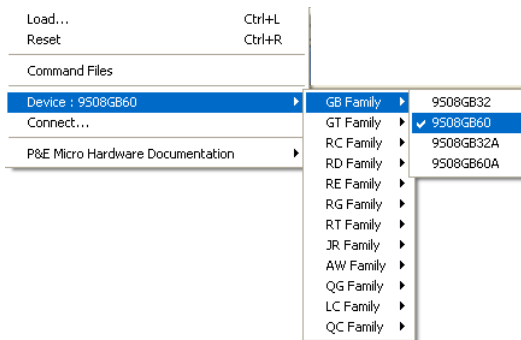 Load... Ctrl+L
Reset Ctrl+R
Command Files
Device : 9S08GB60
Connect...
P&E Micro Hardware Documentation
GB Family
GT Family
RC Family
RD Family
RE Family
RG Family
RT Family
JR Family
AW Family
QG Family
LC Family
QC Family
9S08GB32
9S08GB60
9S08GB32A
9S08GB60A